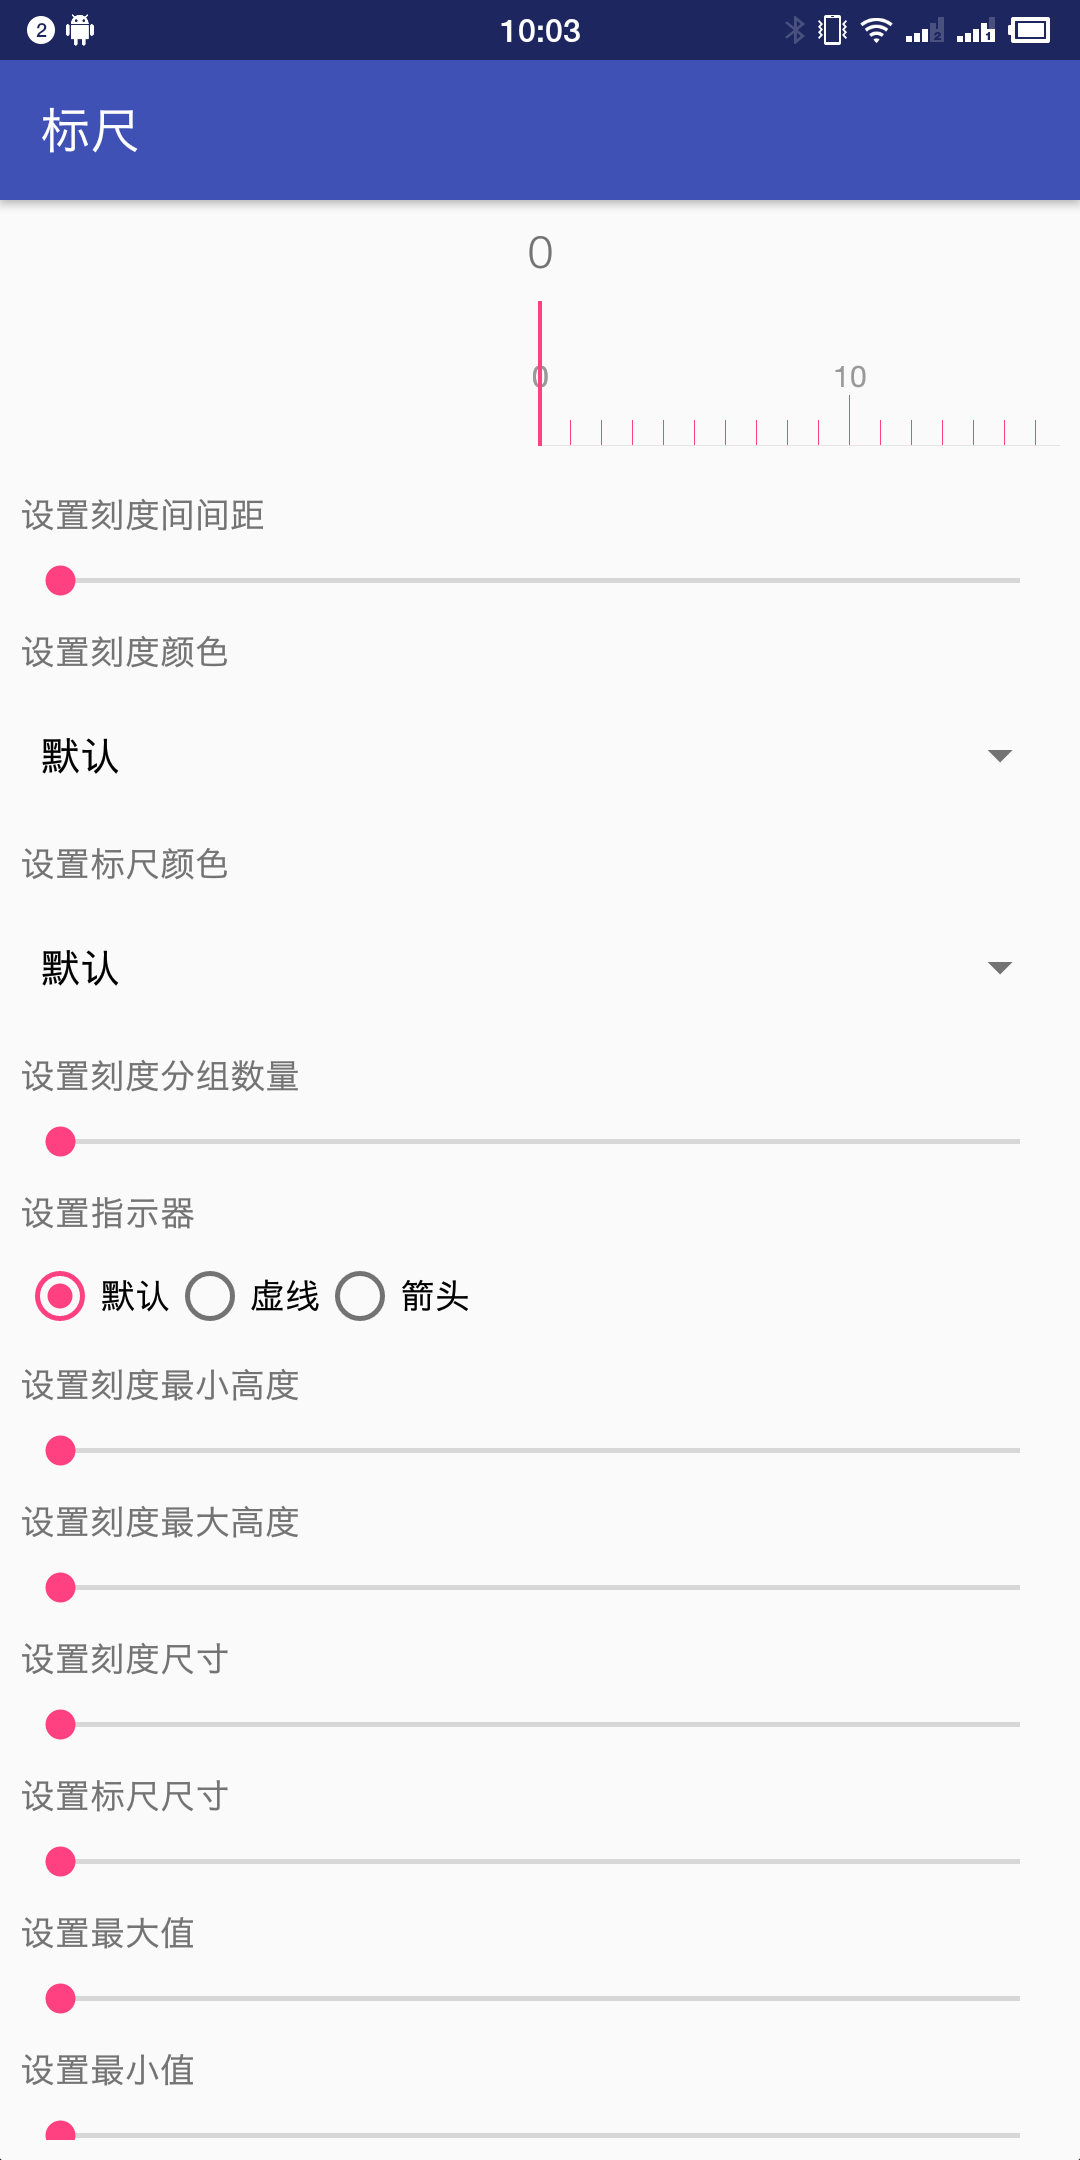 2 10:03 2 1
标尺
0
0 10
设置刻度间间距
设置刻度颜色
默认
设置标尺颜色
默认
设置刻度分组数量
设置指示器
默认 虚线 箭头
设置刻度最小高度
设置刻度最大高度
设置刻度尺寸
设置标尺尺寸
设置最大值
设置最小值